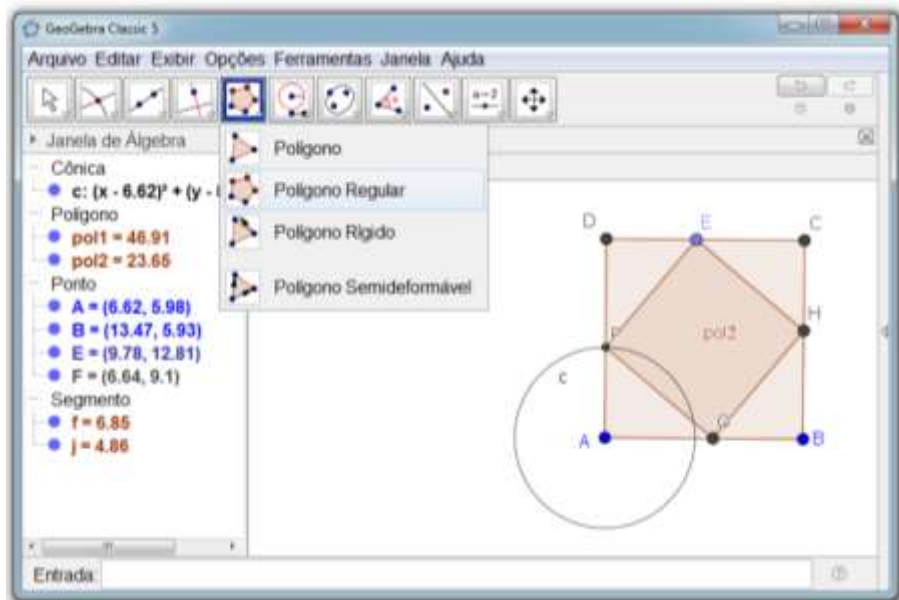 GeoGebra Classic 5
Arquivo Editar Exibir Opções Ferramentas Janela Ajuda
a=2
Janela de Álgebra
Cônica
c: (x - 6.62)² + (y -
Polígono
pol1 = 46.91
pol2 = 23.65
Ponto
A = (6.62, 5.98)
B = (13.47, 5.93)
E = (9.78, 12.81)
F = (6.64, 9.1)
Segmento
f = 6.85
j = 4.86
Polígono
Polígono Regular
Polígono Rígido
Polígono Semideformável
D E C
F pol2 H
c
A G B
Entrada: